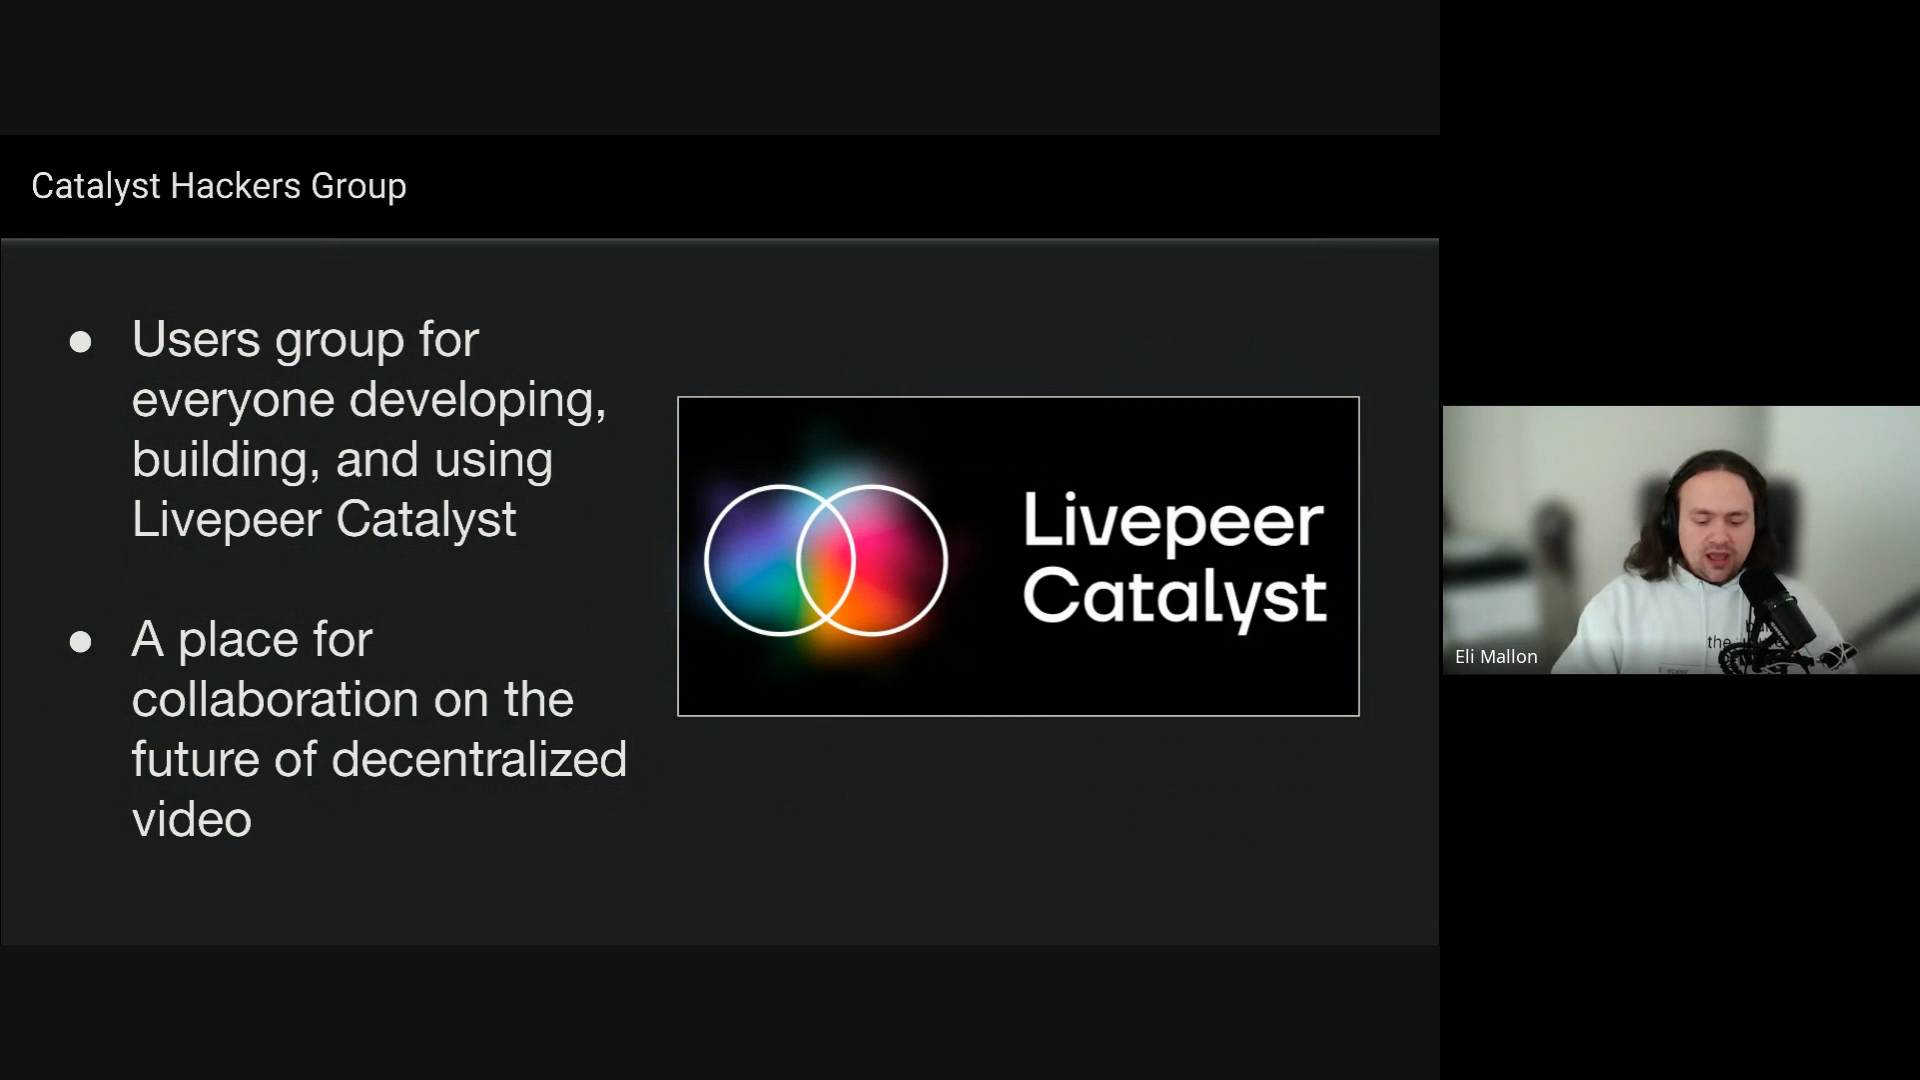 Catalyst Hackers Group
● Users group for
everyone developing,
building, and using
Livepeer Catalyst
● A place for
collaboration on the
future of decentralized
video
Livepeer
Catalyst
the
Eli Mallon